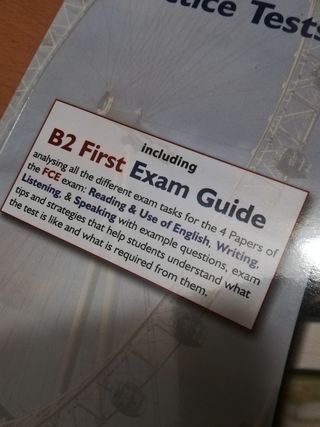 Tests
including
B2 First Exam Guide
analysing all the different exam tasks for the 4 Papers of
the FCE exam: Reading & Use of English, Writing,
Listening, & Speaking with example questions, exam
tips and strategies that help students understand what
the test is like and what is required from them.